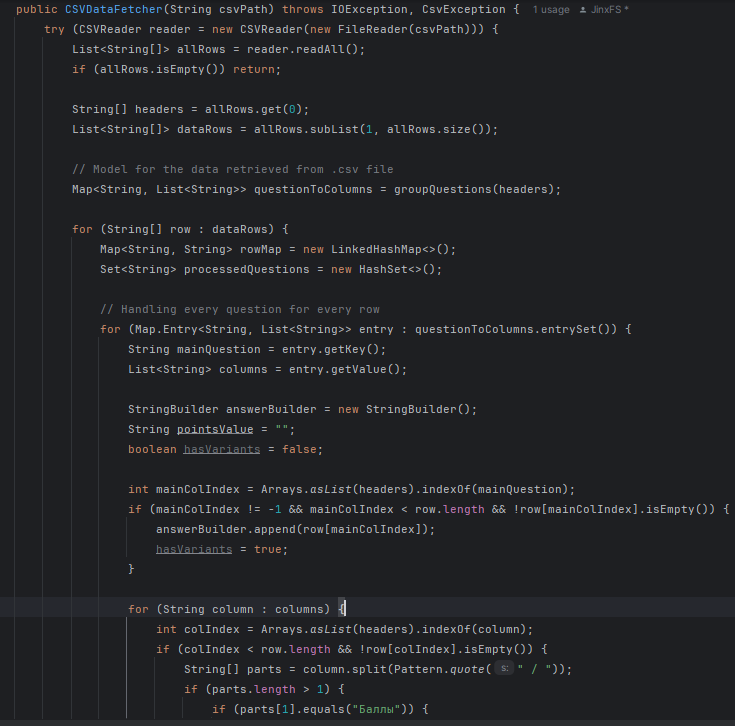 public CSVDataFetcher(String csvPath) throws IOException, CsvException {  1 usage  JinxFS *
    try (CSVReader reader = new CSVReader(new FileReader(csvPath))) {
        List<String[]> allRows = reader.readAll();
        if (allRows.isEmpty()) return;

        String[] headers = allRows.get(0);
        List<String[]> dataRows = allRows.subList(1, allRows.size());

        // Model for the data retrieved from .csv file
        Map<String, List<String>> questionToColumns = groupQuestions(headers);

        for (String[] row : dataRows) {
            Map<String, String> rowMap = new LinkedHashMap<>();
            Set<String> processedQuestions = new HashSet<>();

            // Handling every question for every row
            for (Map.Entry<String, List<String>> entry : questionToColumns.entrySet()) {
                String mainQuestion = entry.getKey();
                List<String> columns = entry.getValue();

                StringBuilder answerBuilder = new StringBuilder();
                String pointsValue = "";
                boolean hasVariants = false;

                int mainColIndex = Arrays.asList(headers).indexOf(mainQuestion);
                if (mainColIndex != -1 && mainColIndex < row.length && !row[mainColIndex].isEmpty()) {
                    answerBuilder.append(row[mainColIndex]);
                    hasVariants = true;
                }

                for (String column : columns) {
                    int colIndex = Arrays.asList(headers).indexOf(column);
                    if (colIndex < row.length && !row[colIndex].isEmpty()) {
                        String[] parts = column.split(Pattern.quote( s: " / "));
                        if (parts.length > 1) {
                            if (parts[1].equals("Баллы")) {